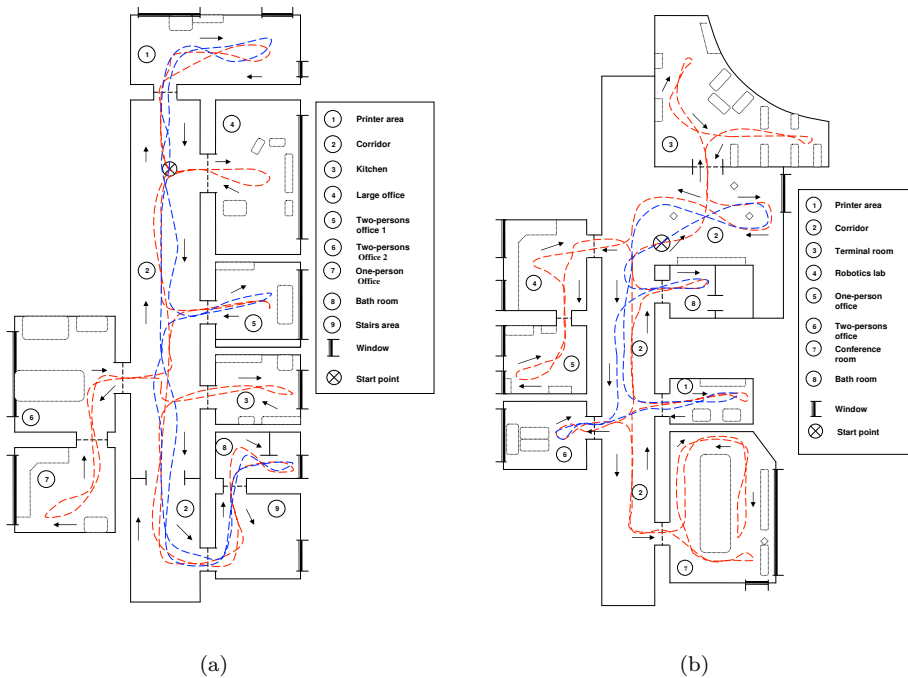 1
4
2
5
3
6
8
7
2
9
1 Printer area
2 Corridor
3 Kitchen
4 Large office
5 Two-persons
office 1
6 Two-persons
Office 2
7 One-person
Office
8 Bath room
9 Stairs area
Window
Start point
(a)
3
2
6
4
8
2
5
1
6
2
7
1 Printer area
2 Corridor
3 Terminal room
4 Robotics lab
5 One-person
office
6 Two-persons
office
7 Conference
room
8 Bath room
Window
Start point
(b)